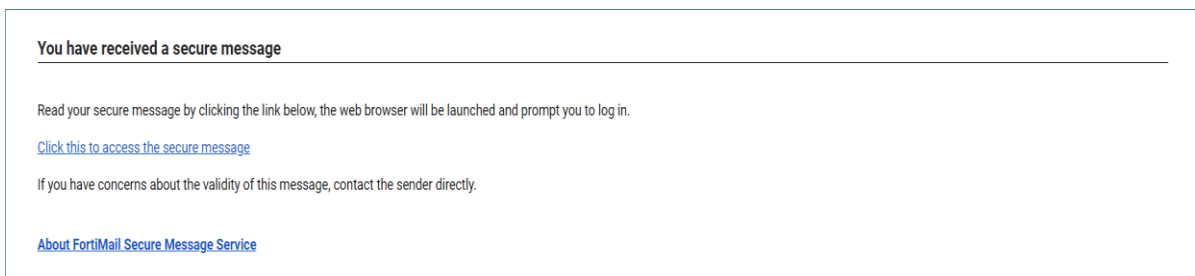 You have received a secure message
Read your secure message by clicking the link below, the web browser will be launched and prompt you to log in.
Click this to access the secure message
If you have concerns about the validity of this message, contact the sender directly.
About FortiMail Secure Message Service